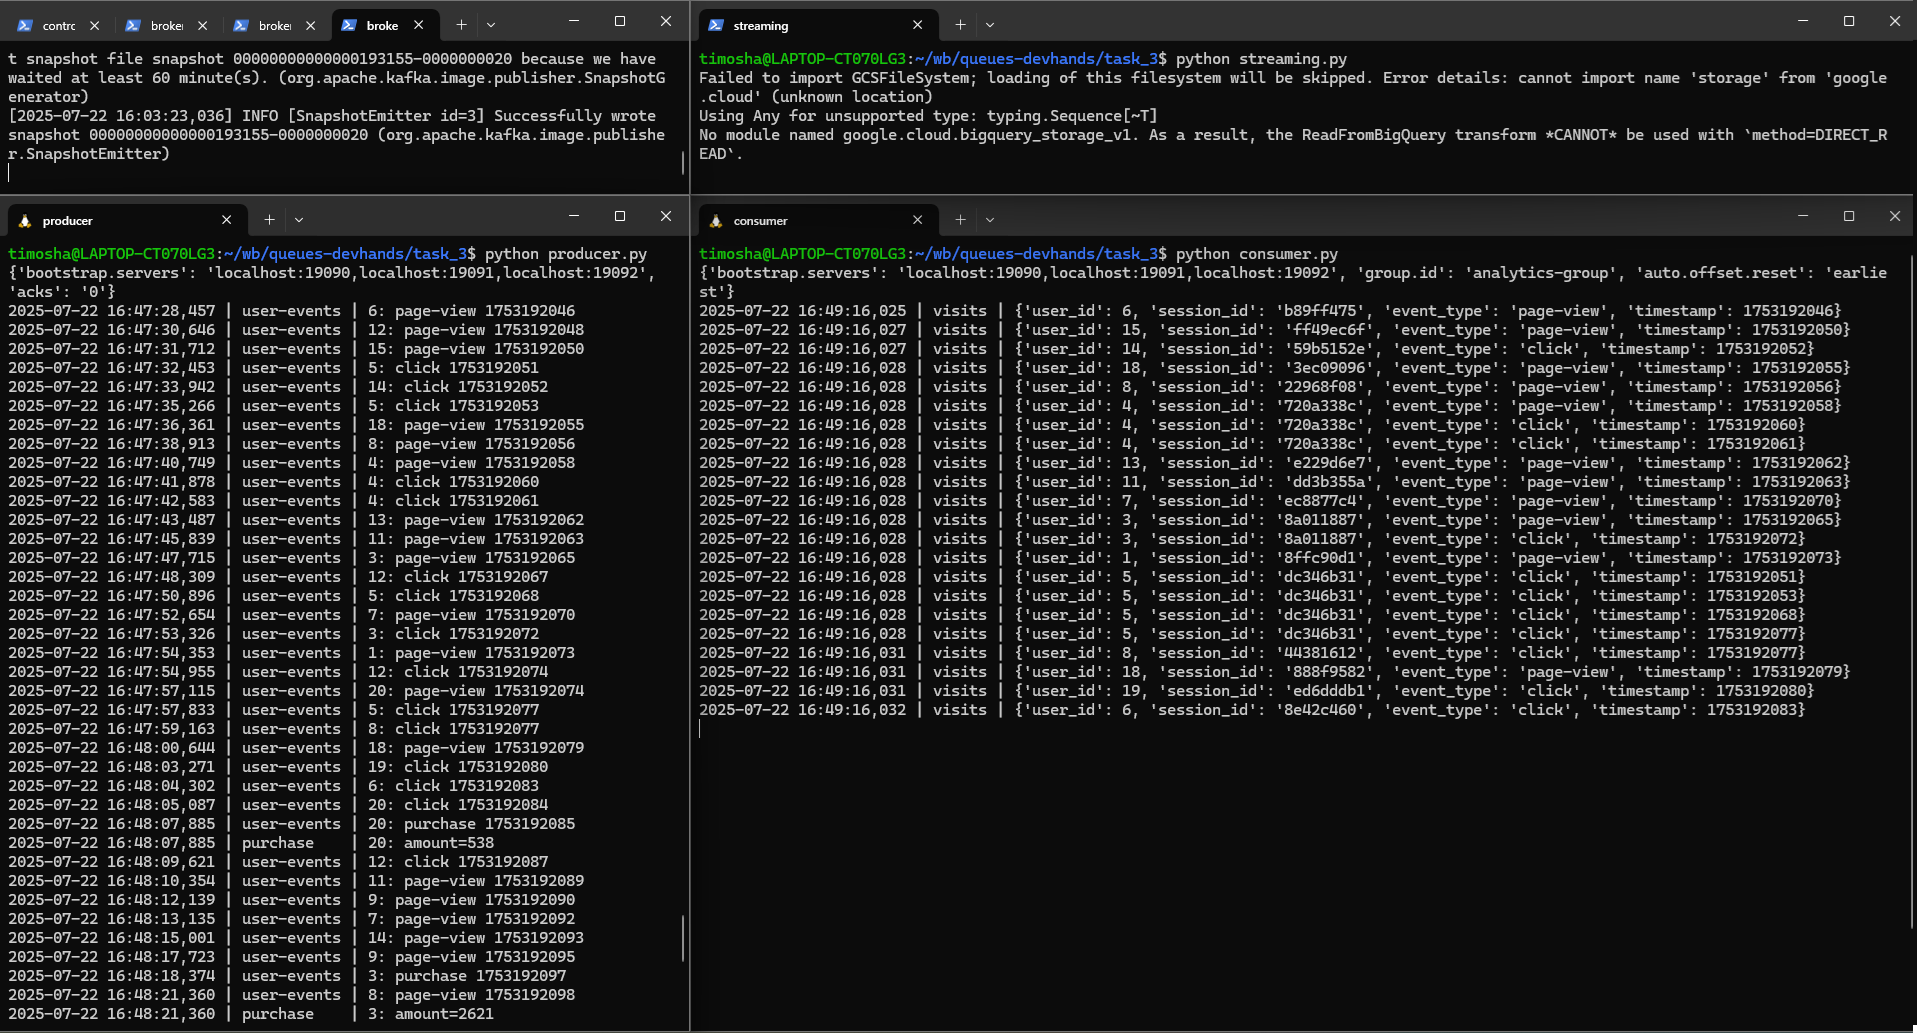 contrc
broker
broker
broke
t snapshot file snapshot 00000000000000193155-0000000020 because we have
waited at least 60 minute(s). (org.apache.kafka.image.publisher.SnapshotG
enerator)
[2025-07-22 16:03:23,036] INFO [SnapshotEmitter id=3] Successfully wrote
snapshot 00000000000000193155-0000000020 (org.apache.kafka.image.publishe
r.SnapshotEmitter)
streaming
timosha@LAPTOP-CT070LG3:~/wb/queues-devhands/task_3$ python streaming.py
Failed to import GCSFileSystem; loading of this filesystem will be skipped. Error details: cannot import name 'storage' from 'google
.cloud' (unknown location)
Using Any for unsupported type: typing.Sequence[~T]
No module named google.cloud.bigquery_storage_v1. As a result, the ReadFromBigQuery transform *CANNOT* be used with `method=DIRECT_R
EAD`.
producer
timosha@LAPTOP-CT070LG3:~/wb/queues-devhands/task_3$ python producer.py
{'bootstrap.servers': 'localhost:19090,localhost:19091,localhost:19092',
'acks': '0'}
2025-07-22 16:47:28,457 | user-events | 6: page-view 1753192046
2025-07-22 16:47:30,646 | user-events | 12: page-view 1753192048
2025-07-22 16:47:31,712 | user-events | 15: page-view 1753192050
2025-07-22 16:47:32,453 | user-events | 5: click 1753192051
2025-07-22 16:47:33,942 | user-events | 14: click 1753192052
2025-07-22 16:47:35,266 | user-events | 5: click 1753192053
2025-07-22 16:47:36,361 | user-events | 18: page-view 1753192055
2025-07-22 16:47:38,913 | user-events | 8: page-view 1753192056
2025-07-22 16:47:40,749 | user-events | 4: page-view 1753192058
2025-07-22 16:47:41,878 | user-events | 4: click 1753192060
2025-07-22 16:47:42,583 | user-events | 4: click 1753192061
2025-07-22 16:47:43,487 | user-events | 13: page-view 1753192062
2025-07-22 16:47:45,839 | user-events | 11: page-view 1753192063
2025-07-22 16:47:47,715 | user-events | 3: page-view 1753192065
2025-07-22 16:47:48,309 | user-events | 12: click 1753192067
2025-07-22 16:47:50,896 | user-events | 5: click 1753192068
2025-07-22 16:47:52,654 | user-events | 7: page-view 1753192070
2025-07-22 16:47:53,326 | user-events | 3: click 1753192072
2025-07-22 16:47:54,353 | user-events | 1: page-view 1753192073
2025-07-22 16:47:54,955 | user-events | 12: click 1753192074
2025-07-22 16:47:57,115 | user-events | 20: page-view 1753192074
2025-07-22 16:47:57,833 | user-events | 5: click 1753192077
2025-07-22 16:47:59,163 | user-events | 8: click 1753192077
2025-07-22 16:48:00,644 | user-events | 18: page-view 1753192079
2025-07-22 16:48:03,271 | user-events | 19: click 1753192080
2025-07-22 16:48:04,302 | user-events | 6: click 1753192083
2025-07-22 16:48:05,087 | user-events | 20: click 1753192084
2025-07-22 16:48:07,885 | user-events | 20: purchase 1753192085
2025-07-22 16:48:07,885 | purchase    | 20: amount=538
2025-07-22 16:48:09,621 | user-events | 12: click 1753192087
2025-07-22 16:48:10,354 | user-events | 11: page-view 1753192089
2025-07-22 16:48:12,139 | user-events | 9: page-view 1753192090
2025-07-22 16:48:13,135 | user-events | 7: page-view 1753192092
2025-07-22 16:48:15,001 | user-events | 14: page-view 1753192093
2025-07-22 16:48:17,723 | user-events | 9: page-view 1753192095
2025-07-22 16:48:18,374 | user-events | 3: purchase 1753192097
2025-07-22 16:48:21,360 | user-events | 8: page-view 1753192098
2025-07-22 16:48:21,360 | purchase    | 3: amount=2621
consumer
timosha@LAPTOP-CT070LG3:~/wb/queues-devhands/task_3$ python consumer.py
{'bootstrap.servers': 'localhost:19090,localhost:19091,localhost:19092', 'group.id': 'analytics-group', 'auto.offset.reset': 'earlie
st'}
2025-07-22 16:49:16,025 | visits | {'user_id': 6, 'session_id': 'b89ff475', 'event_type': 'page-view', 'timestamp': 1753192046}
2025-07-22 16:49:16,027 | visits | {'user_id': 15, 'session_id': 'ff49ec6f', 'event_type': 'page-view', 'timestamp': 1753192050}
2025-07-22 16:49:16,027 | visits | {'user_id': 14, 'session_id': '59b5152e', 'event_type': 'click', 'timestamp': 1753192052}
2025-07-22 16:49:16,028 | visits | {'user_id': 18, 'session_id': '3ec09096', 'event_type': 'page-view', 'timestamp': 1753192055}
2025-07-22 16:49:16,028 | visits | {'user_id': 8, 'session_id': '22968f08', 'event_type': 'page-view', 'timestamp': 1753192056}
2025-07-22 16:49:16,028 | visits | {'user_id': 4, 'session_id': '720a338c', 'event_type': 'page-view', 'timestamp': 1753192058}
2025-07-22 16:49:16,028 | visits | {'user_id': 4, 'session_id': '720a338c', 'event_type': 'click', 'timestamp': 1753192060}
2025-07-22 16:49:16,028 | visits | {'user_id': 4, 'session_id': '720a338c', 'event_type': 'click', 'timestamp': 1753192061}
2025-07-22 16:49:16,028 | visits | {'user_id': 13, 'session_id': 'e229d6e7', 'event_type': 'page-view', 'timestamp': 1753192062}
2025-07-22 16:49:16,028 | visits | {'user_id': 11, 'session_id': 'dd3b355a', 'event_type': 'page-view', 'timestamp': 1753192063}
2025-07-22 16:49:16,028 | visits | {'user_id': 7, 'session_id': 'ec8877c4', 'event_type': 'page-view', 'timestamp': 1753192070}
2025-07-22 16:49:16,028 | visits | {'user_id': 3, 'session_id': '8a011887', 'event_type': 'page-view', 'timestamp': 1753192065}
2025-07-22 16:49:16,028 | visits | {'user_id': 3, 'session_id': '8a011887', 'event_type': 'click', 'timestamp': 1753192072}
2025-07-22 16:49:16,028 | visits | {'user_id': 1, 'session_id': '8ffc90d1', 'event_type': 'page-view', 'timestamp': 1753192073}
2025-07-22 16:49:16,028 | visits | {'user_id': 5, 'session_id': 'dc346b31', 'event_type': 'click', 'timestamp': 1753192051}
2025-07-22 16:49:16,028 | visits | {'user_id': 5, 'session_id': 'dc346b31', 'event_type': 'click', 'timestamp': 1753192053}
2025-07-22 16:49:16,028 | visits | {'user_id': 5, 'session_id': 'dc346b31', 'event_type': 'click', 'timestamp': 1753192068}
2025-07-22 16:49:16,028 | visits | {'user_id': 5, 'session_id': 'dc346b31', 'event_type': 'click', 'timestamp': 1753192077}
2025-07-22 16:49:16,031 | visits | {'user_id': 8, 'session_id': '44381612', 'event_type': 'click', 'timestamp': 1753192077}
2025-07-22 16:49:16,031 | visits | {'user_id': 18, 'session_id': '888f9582', 'event_type': 'page-view', 'timestamp': 1753192079}
2025-07-22 16:49:16,031 | visits | {'user_id': 19, 'session_id': 'ed6dddb1', 'event_type': 'click', 'timestamp': 1753192080}
2025-07-22 16:49:16,032 | visits | {'user_id': 6, 'session_id': '8e42c460', 'event_type': 'click', 'timestamp': 1753192083}